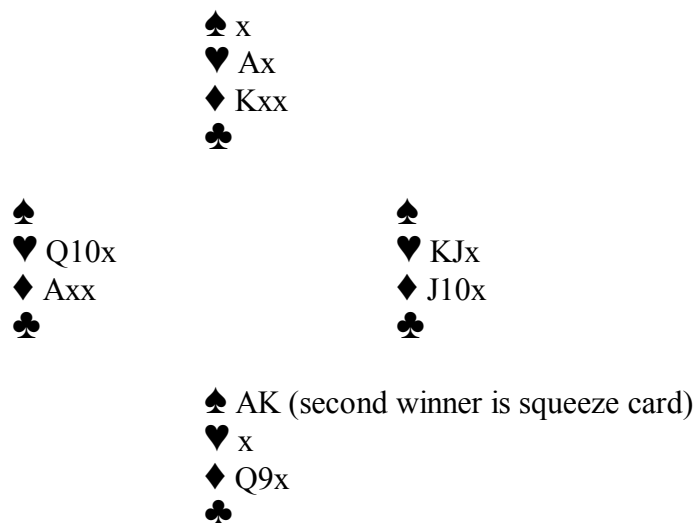 ♠ x
♥ Ax
♦ Kxx
♣
♠ ♠
♥ Q10x ♥ KJx
♦ Axx ♦ J10x
♣ ♣
♠ AK (second winner is squeeze card)
♥ x
♦ Q9x
♣